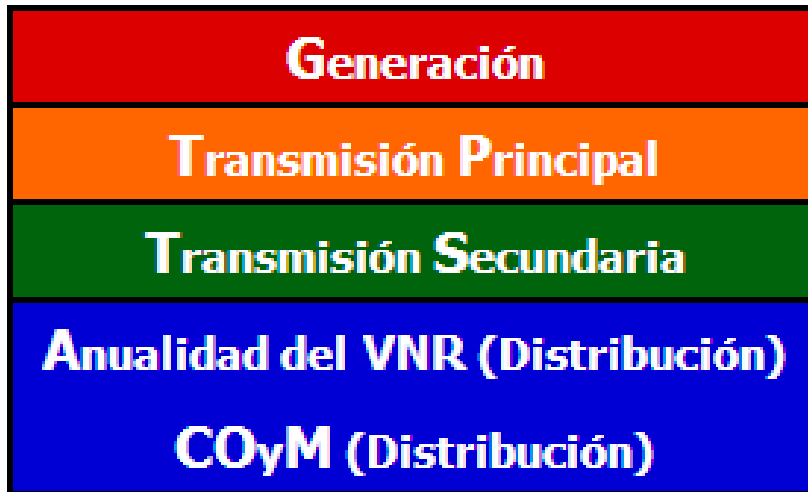 Generación
Transmisión Principal
Transmisión Secundaria
Anualidad del VNR (Distribución)
COyM (Distribución)